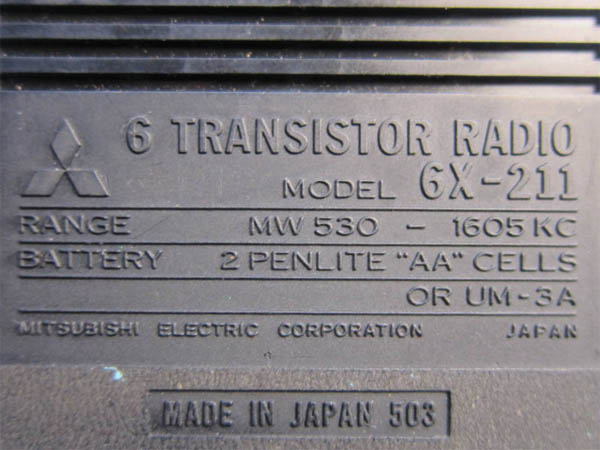 6 TRANSISTOR RADIO
MODEL 6X-211
RANGE MW 530 - 1605 KC
BATTERY 2 PENLITE "AA" CELLS
OR UM-3A
MITSUBISHI ELECTRIC CORPORATION JAPAN
MADE IN JAPAN 503